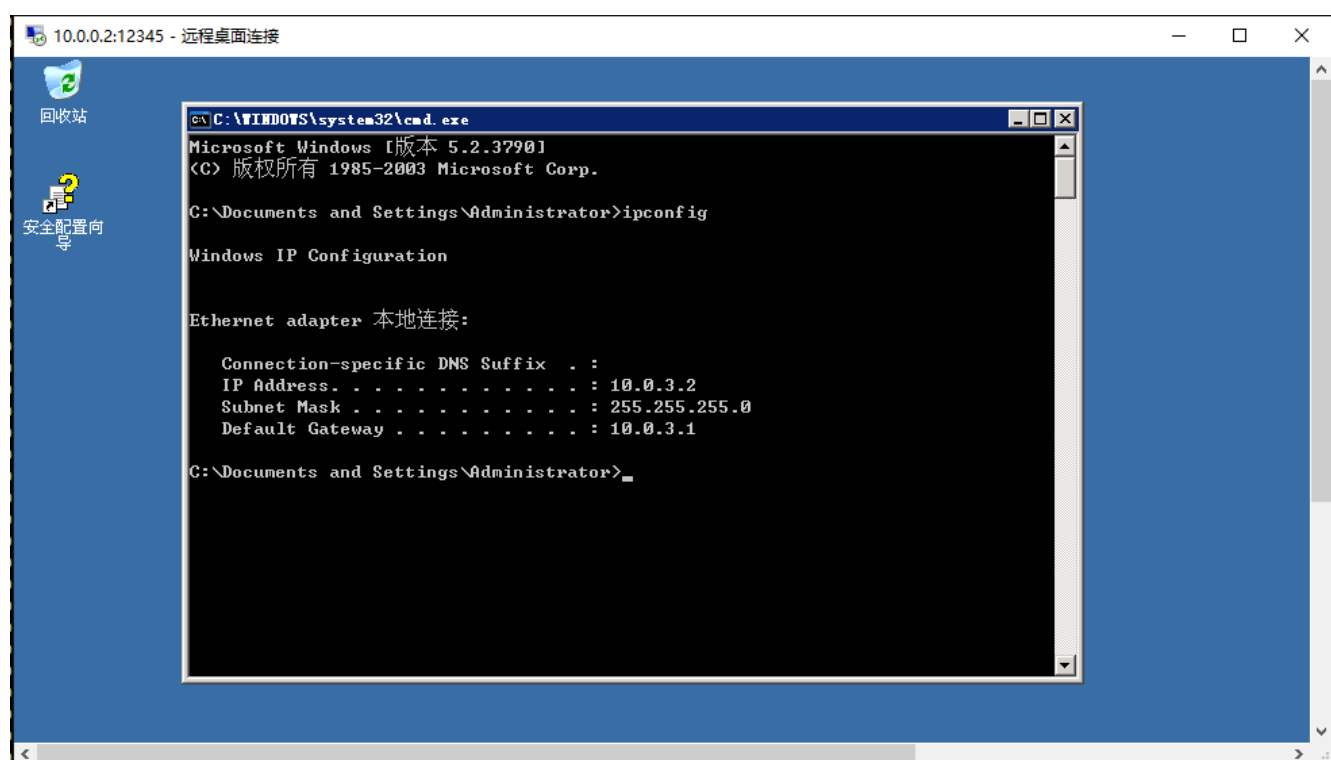 10.0.0.2:12345 - 远程桌面连接
回收站
安全配置向
导
C:\WINDOWS\system32\cmd.exe
Microsoft Windows [版本 5.2.3790]
(C) 版权所有 1985-2003 Microsoft Corp.
C:\Documents and Settings\Administrator>ipconfig
Windows IP Configuration
Ethernet adapter 本地连接:
Connection-specific DNS Suffix  . :
IP Address. . . . . . . . . . . . : 10.0.3.2
Subnet Mask . . . . . . . . . . . : 255.255.255.0
Default Gateway . . . . . . . . . : 10.0.3.1
C:\Documents and Settings\Administrator>_